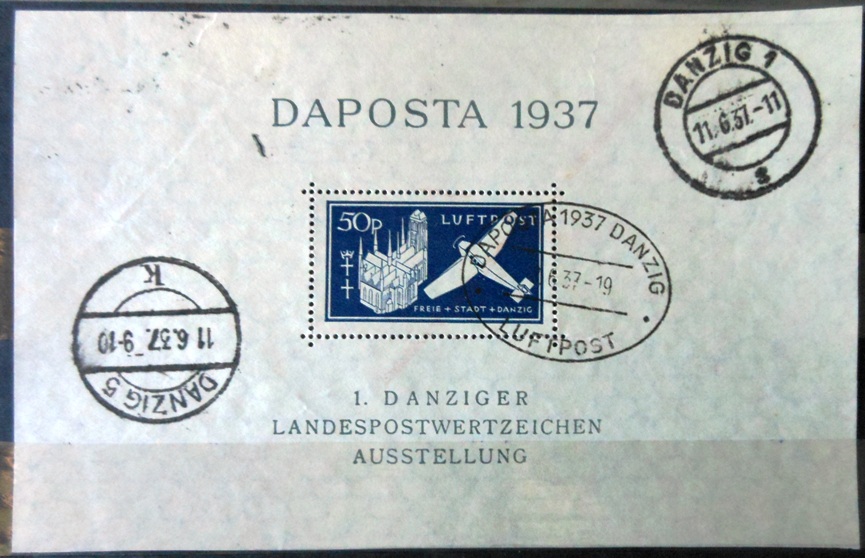 DAPOSTA 1937
DANZIG 1
11.6.37.-11
s
50P
LUFTPOST
FREIE + STADT + DANZIG
DAPOSTA 1937 DANZIG
6.37-19
LUFTPOST
K
11 6.37. 9-10
DANZIG 5
1. DANZIGER
LANDESPOSTWERTZEICHEN
AUSSTELLUNG